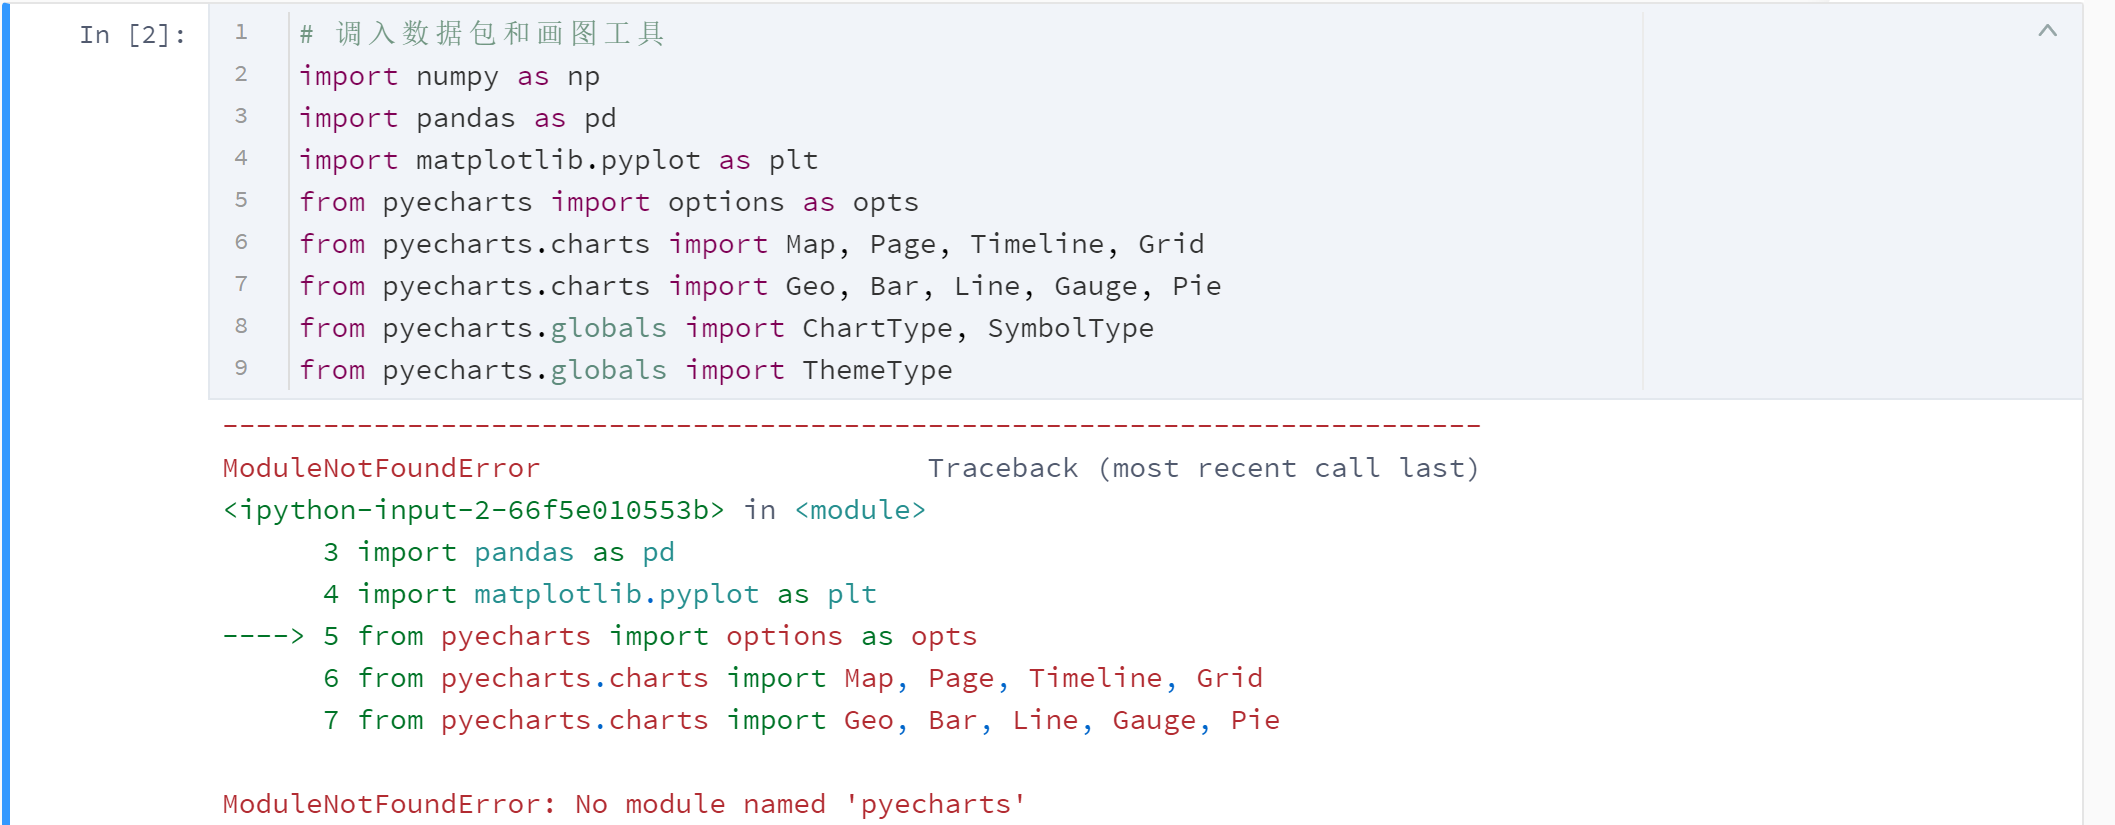 In [2]:
1 # 调入数据包和画图工具
2 import numpy as np
3 import pandas as pd
4 import matplotlib.pyplot as plt
5 from pyecharts import options as opts
6 from pyecharts.charts import Map, Page, Timeline, Grid
7 from pyecharts.charts import Geo, Bar, Line, Gauge, Pie
8 from pyecharts.globals import ChartType, SymbolType
9 from pyecharts.globals import ThemeType
---------------------------------------------------------------------------
ModuleNotFoundError                       Traceback (most recent call last)
<ipython-input-2-66f5e010553b> in <module>
      3 import pandas as pd
      4 import matplotlib.pyplot as plt
----> 5 from pyecharts import options as opts
      6 from pyecharts.charts import Map, Page, Timeline, Grid
      7 from pyecharts.charts import Geo, Bar, Line, Gauge, Pie
ModuleNotFoundError: No module named 'pyecharts'